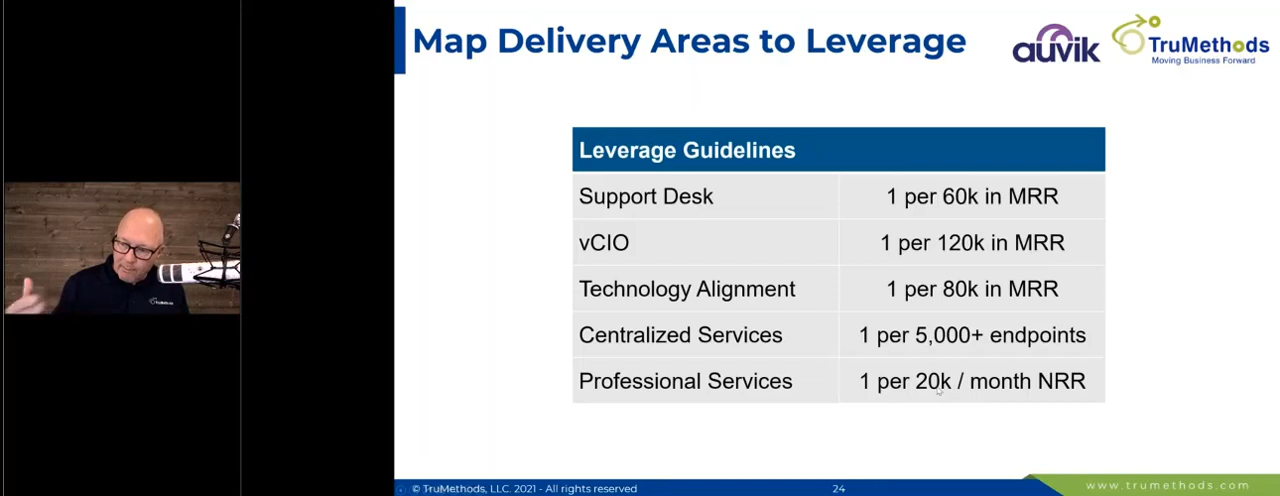 Map Delivery Areas to Leverage
auvik
TruMethods
Moving Business Forward
Leverage Guidelines
Support Desk 1 per 60k in MRR
vCIO 1 per 120k in MRR
Technology Alignment 1 per 80k in MRR
Centralized Services 1 per 5,000+ endpoints
Professional Services 1 per 20k / month NRR
© TruMethods, LLC. 2021 - All rights reserved 24 www.trumethods.com